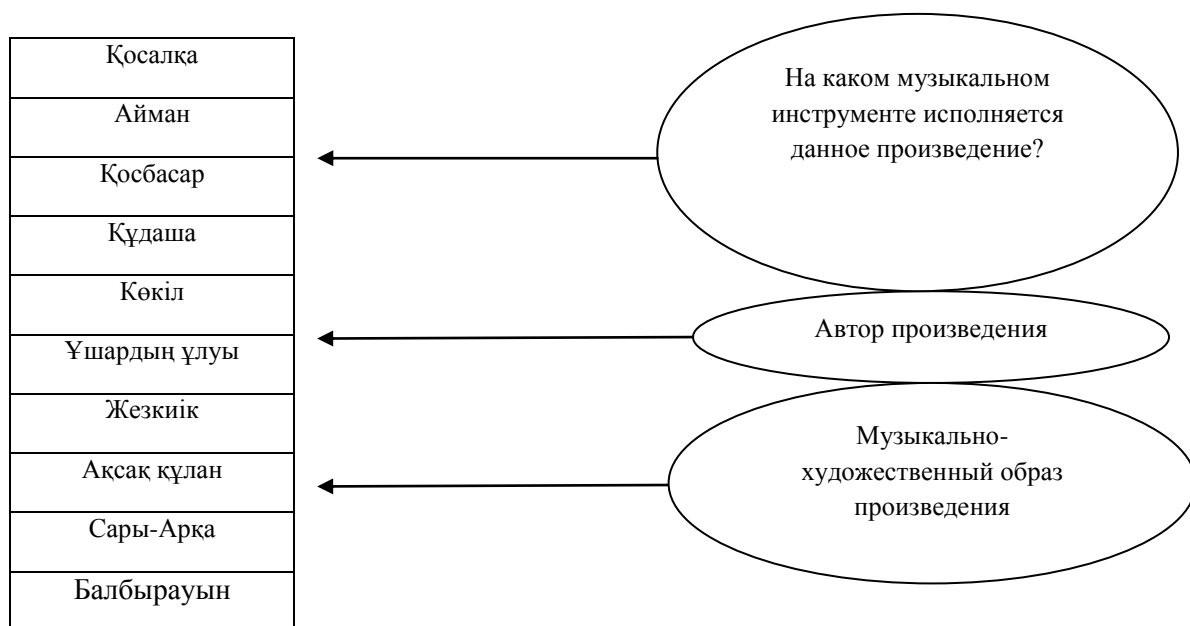 Қосалқа
Айман
Қосбасар
Құдаша
Көкіл
Ұшардың ұлуы
Жезкиік
Ақсақ құлан
Сары-Арқа
Балбырауын
На каком музыкальном
инструменте исполняется
данное произведение?
Автор произведения
Музыкально-
художественный образ
произведения